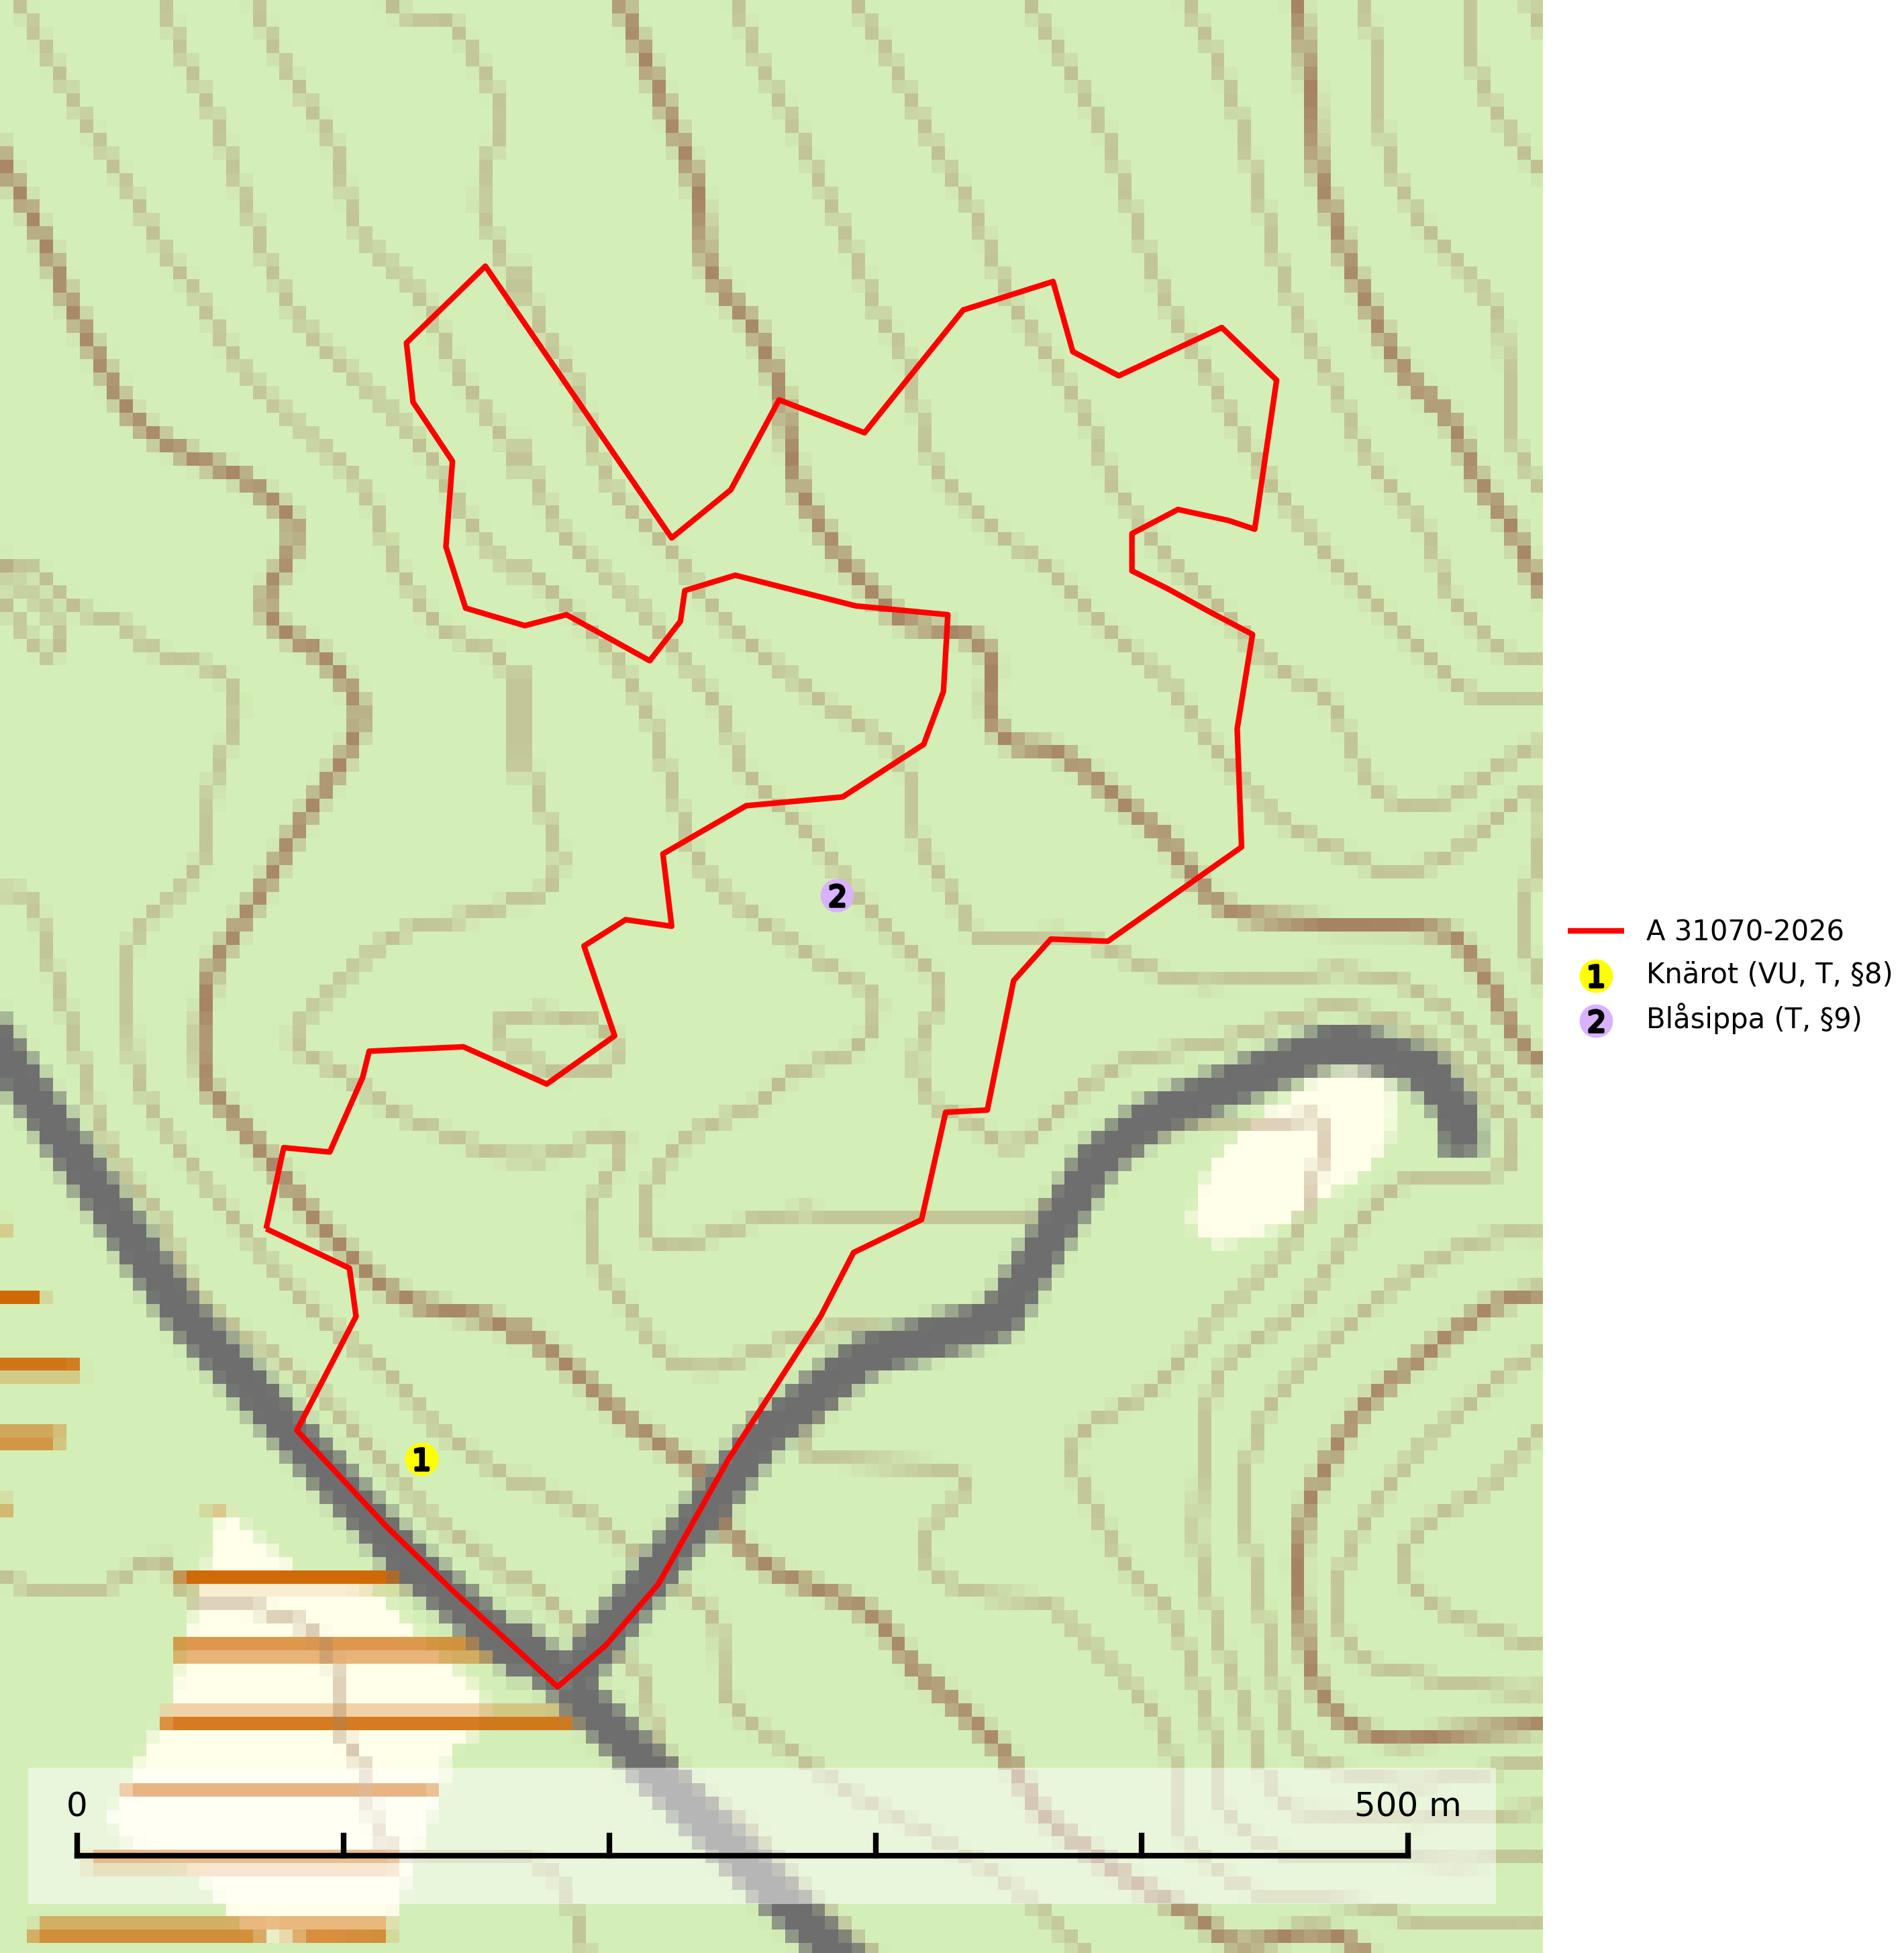 2
1
A 31070-2026
1 Knärot (VU, T, §8)
2 Blåsippa (T, §9)
0 500 m